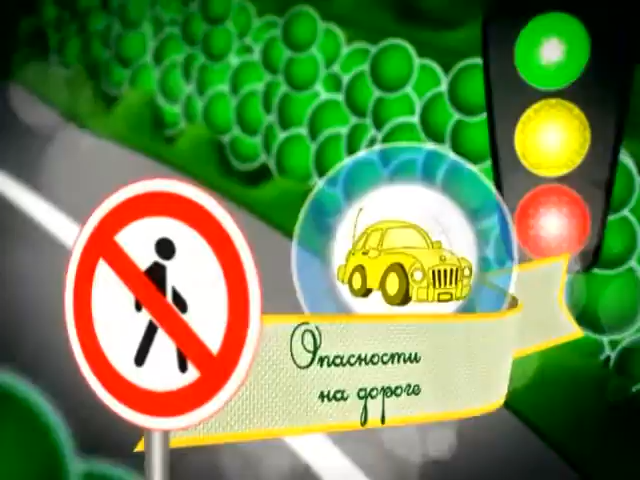 Опасности
на дороге